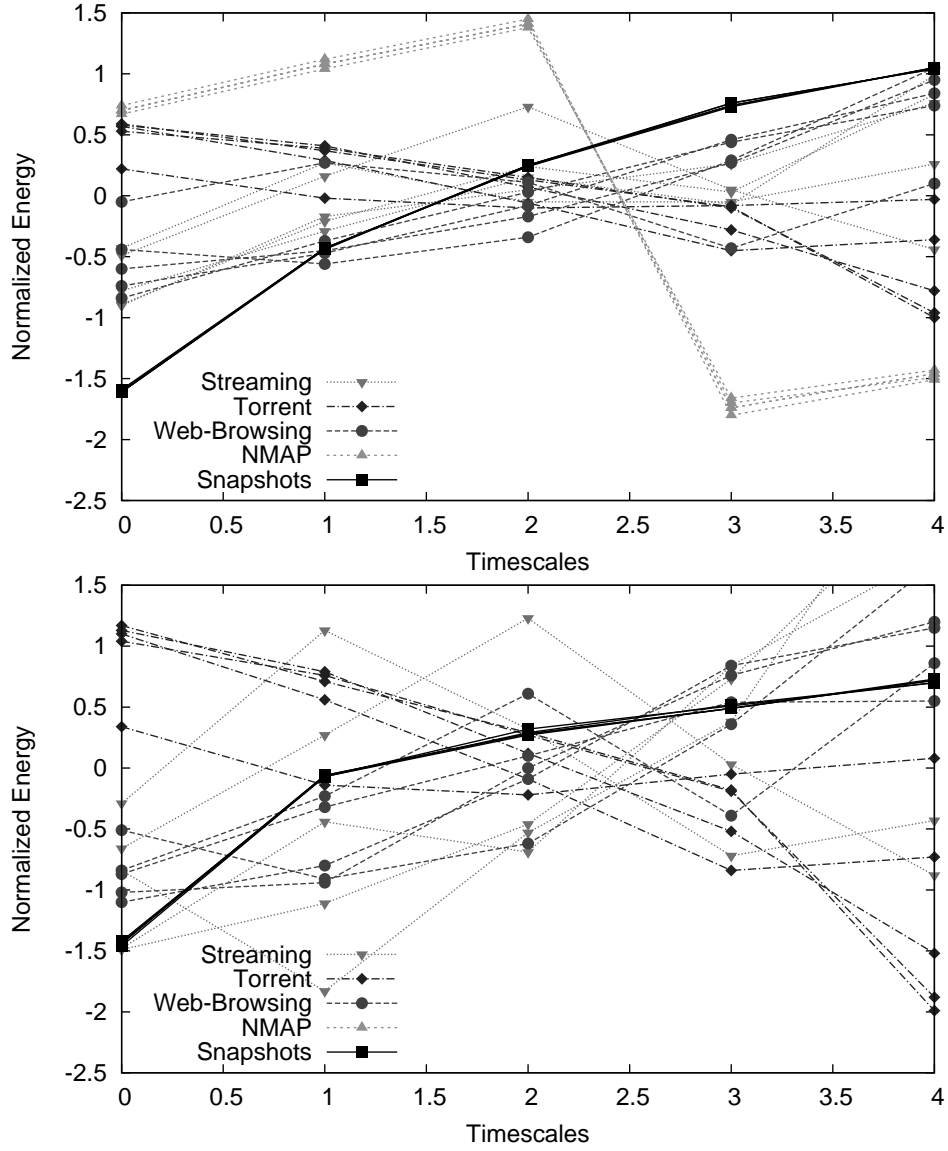 1.5
1
0.5
0
-0.5
-1
-1.5
-2
-2.5
Normalized Energy
Streaming
Torrent
Web-Browsing
NMAP
Snapshots
0 0.5 1 1.5 2 2.5 3 3.5 4
Timescales
1.5
1
0.5
0
-0.5
-1
-1.5
-2
-2.5
Normalized Energy
Streaming
Torrent
Web-Browsing
NMAP
Snapshots
0 0.5 1 1.5 2 2.5 3 3.5 4
Timescales